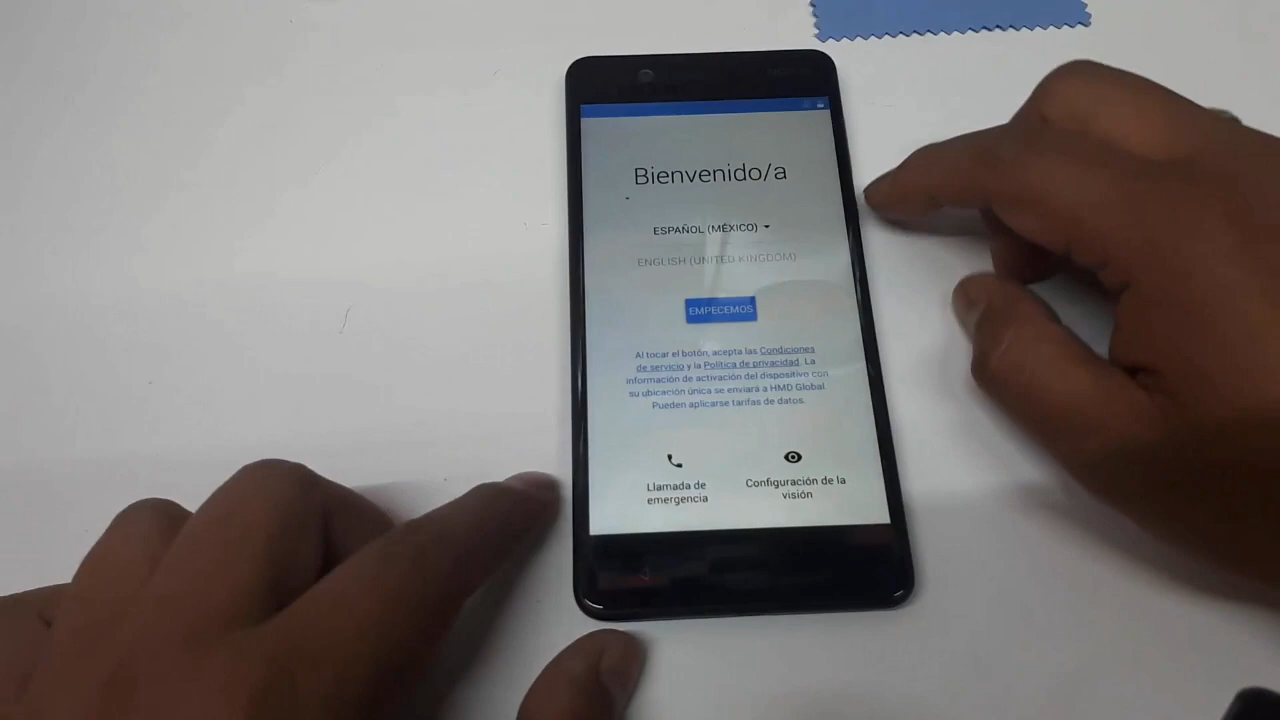 Bienvenido/a
ESPAÑOL (MÉXICO)
ENGLISH (UNITED KINGDOM)
EMPECEMOS
Al tocar el botón, acepta las Condiciones
de servicio y la Política de privacidad. La
información de activación del dispositivo con
su ubicación única se enviará a HMD Global.
Pueden aplicarse tarifas de datos.
Llamada de
emergencia
Configuración de la
visión